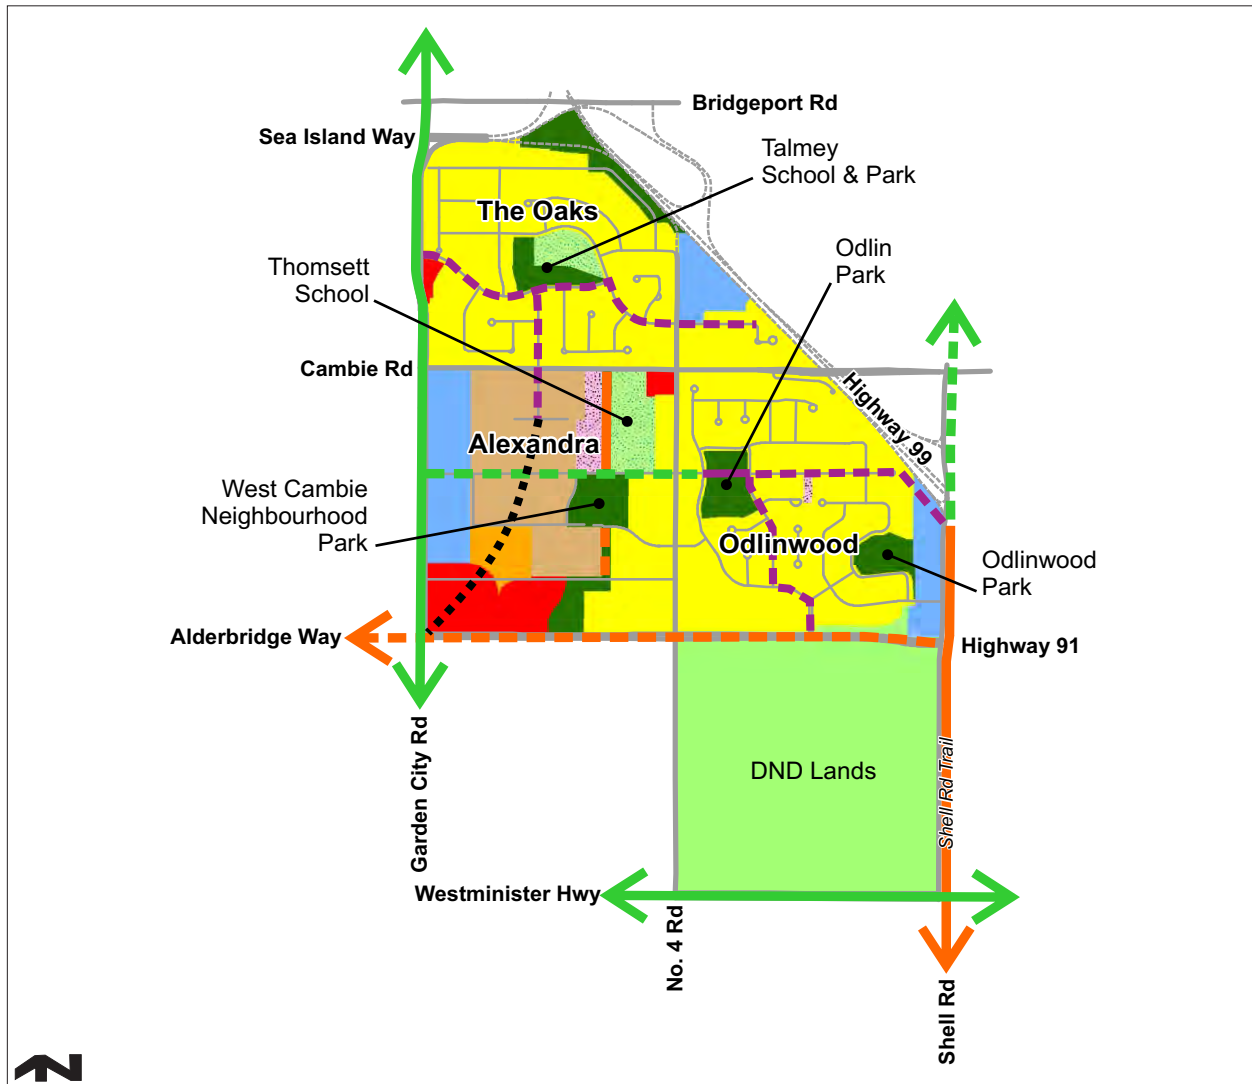 Bridgeport Rd
Sea Island Way
Talmey
School & Park
The Oaks
Odlin
Park
Thomsett
School
Cambie Rd
Highway 99
Alexandra
West Cambie
Neighbourhood
Park
Odlinwood
Odlinwood
Park
Alderbridge Way
Highway 91
Garden City Rd
DND Lands
Shell Rd Trail
Westminister Hwy
No. 4 Rd
Shell Rd
N